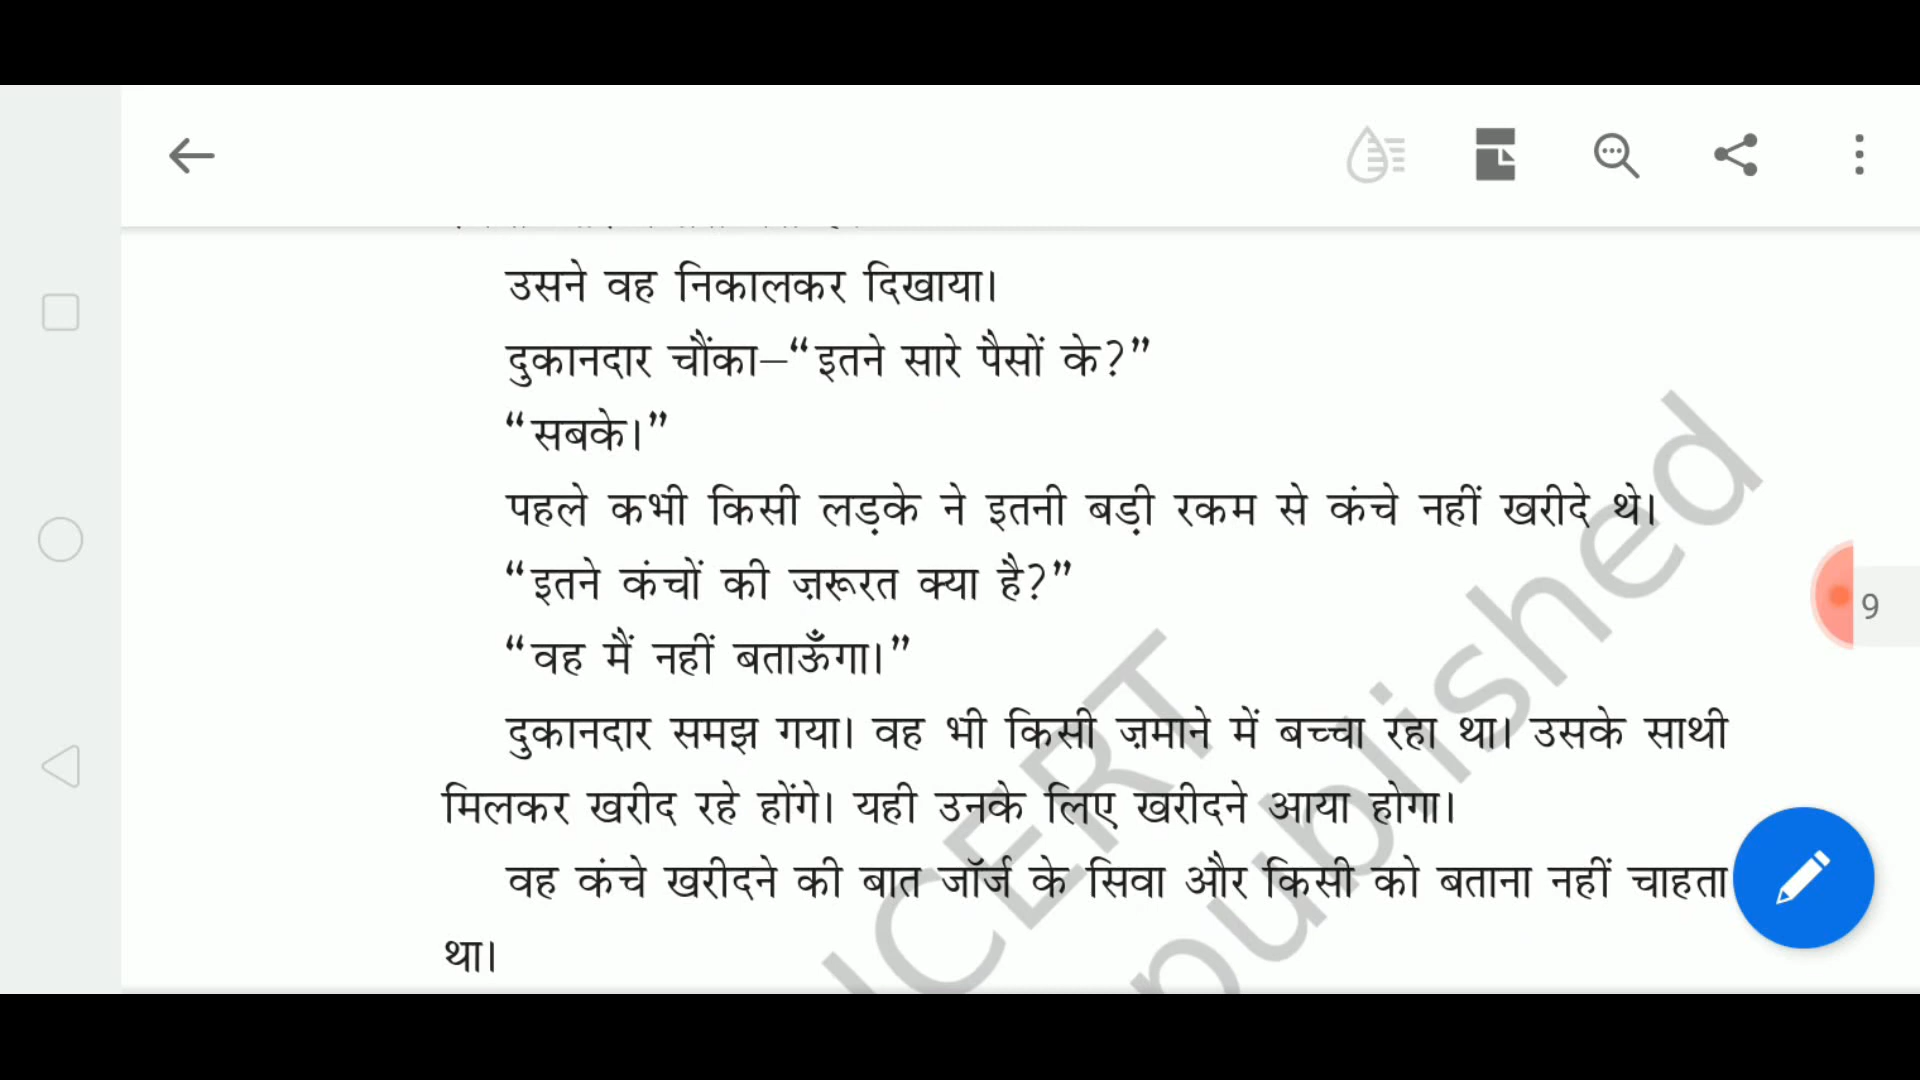 उसने वह निकालकर दिखाया।
दुकानदार चौंका–“इतने सारे पैसों के?”
“सबके।”
पहले कभी किसी लड़के ने इतनी बड़ी रकम से कंचे नहीं खरीदे थे।
“इतने कंचों की ज़रूरत क्या है?”
9
“वह मैं नहीं बताऊँगा।”
दुकानदार समझ गया। वह भी किसी ज़माने में बच्चा रहा था। उसके साथी
मिलकर खरीद रहे होंगे। यही उनके लिए खरीदने आया होगा।
वह कंचे खरीदने की बात जॉर्ज के सिवा और किसी को बताना नहीं चाहता
था।
NCERT
published